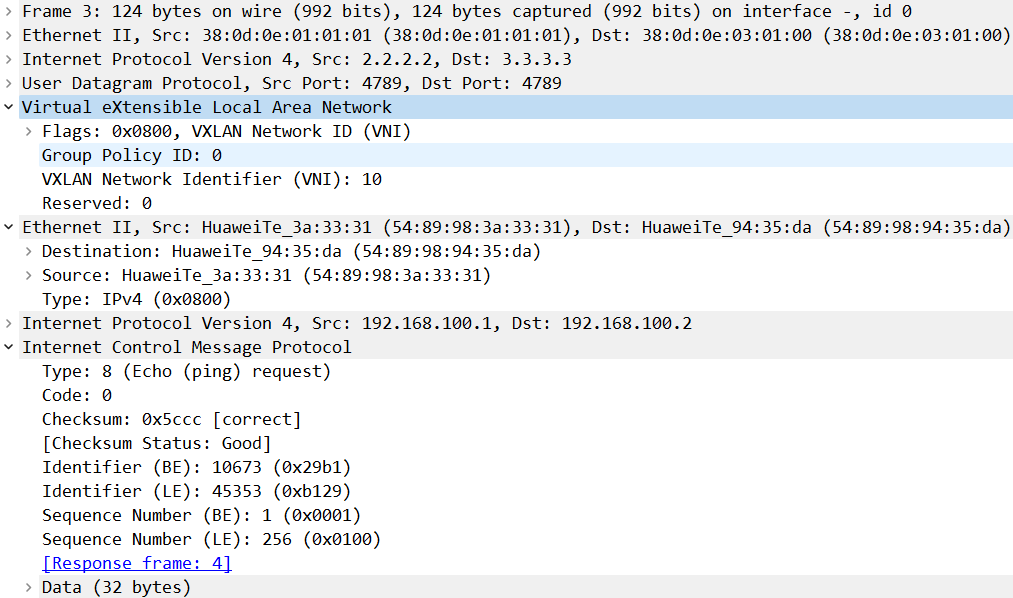 Frame 3: 124 bytes on wire (992 bits), 124 bytes captured (992 bits) on interface -, id 0
Ethernet II, Src: 38:0d:0e:01:01:01 (38:0d:0e:01:01:01), Dst: 38:0d:0e:03:01:00 (38:0d:0e:03:01:00)
Internet Protocol Version 4, Src: 2.2.2.2, Dst: 3.3.3.3
User Datagram Protocol, Src Port: 4789, Dst Port: 4789
Virtual eXtensible Local Area Network
Flags: 0x0800, VXLAN Network ID (VNI)
Group Policy ID: 0
VXLAN Network Identifier (VNI): 10
Reserved: 0
Ethernet II, Src: HuaweiTe_3a:33:31 (54:89:98:3a:33:31), Dst: HuaweiTe_94:35:da (54:89:98:94:35:da)
Destination: HuaweiTe_94:35:da (54:89:98:94:35:da)
Source: HuaweiTe_3a:33:31 (54:89:98:3a:33:31)
Type: IPv4 (0x0800)
Internet Protocol Version 4, Src: 192.168.100.1, Dst: 192.168.100.2
Internet Control Message Protocol
Type: 8 (Echo (ping) request)
Code: 0
Checksum: 0x5ccc [correct]
[Checksum Status: Good]
Identifier (BE): 10673 (0x29b1)
Identifier (LE): 45353 (0xb129)
Sequence Number (BE): 1 (0x0001)
Sequence Number (LE): 256 (0x0100)
[Response frame: 4]
Data (32 bytes)